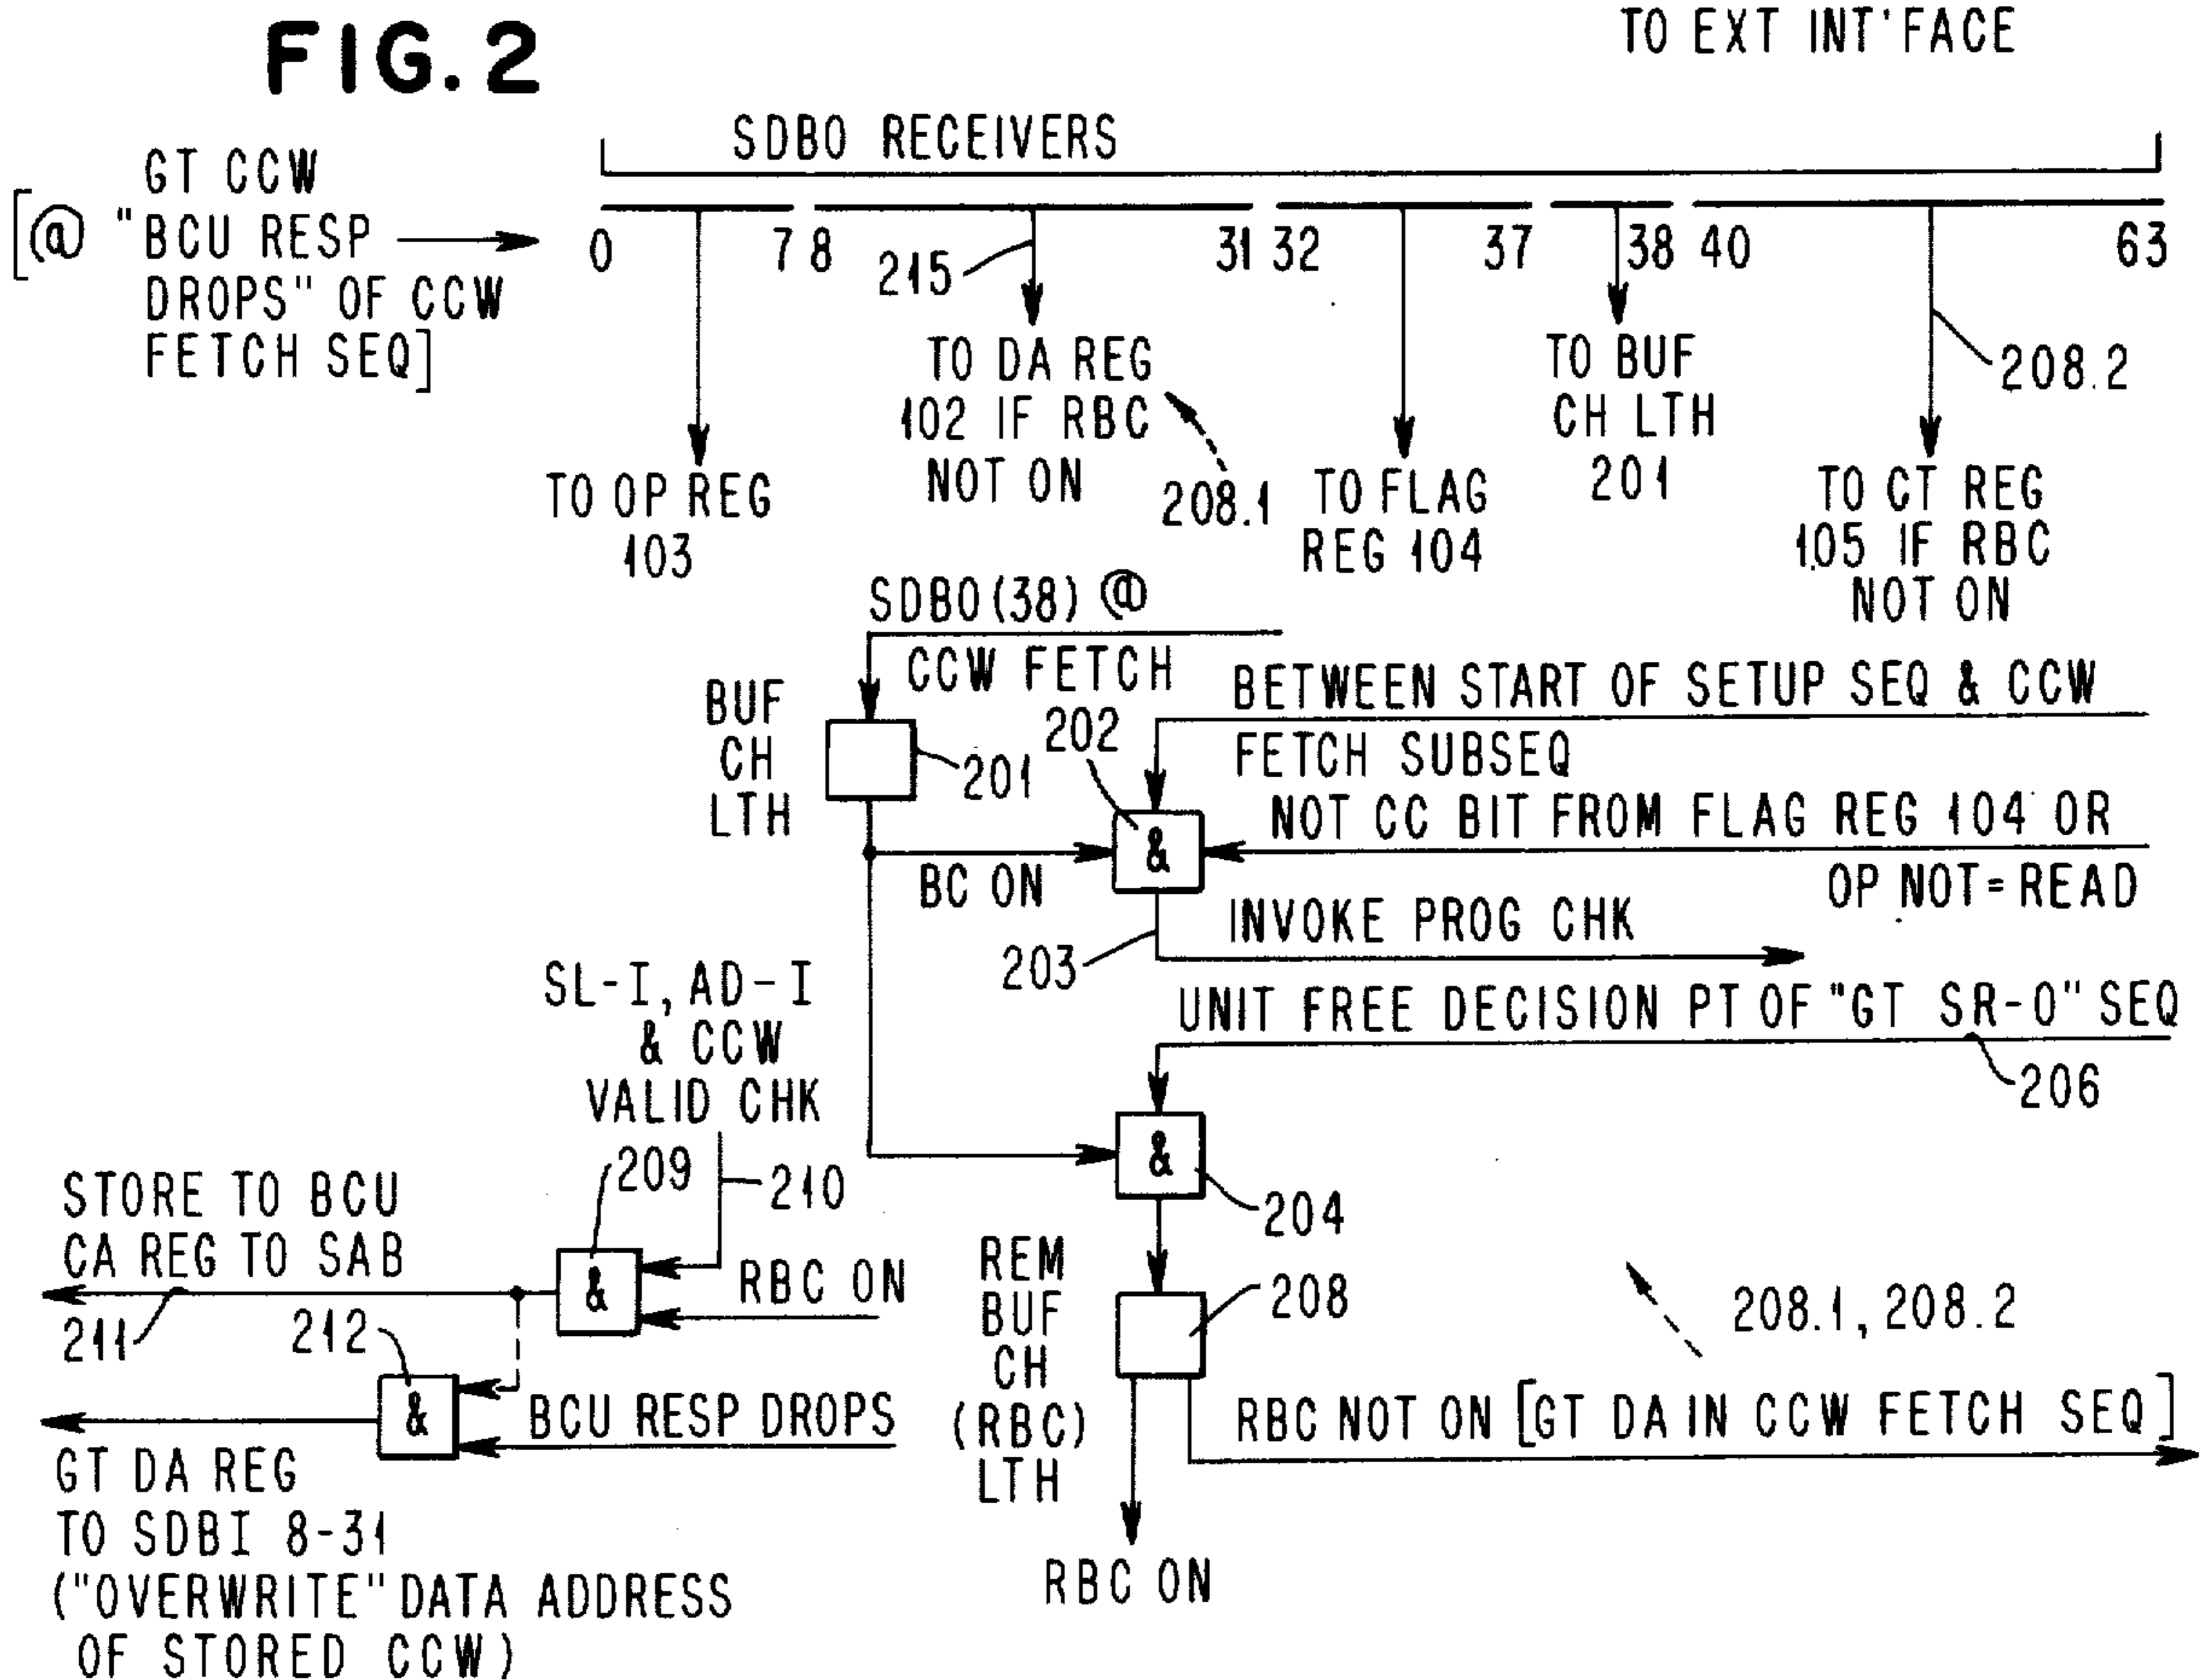 FIG. 2
TO EXT INT'FACE
SDBO RECEIVERS
GT CCW
[@ "BCU RESP
DROPS" OF CCW
FETCH SEQ]
0 7 8 31 32 37 38 40 63
215
208.2
TO OP REG
103
TO DA REG
102 IF RBC
NOT ON
208.1
TO FLAG
REG 104
TO BUF
CH LTH
201
TO CT REG
105 IF RBC
NOT ON
SDBO (38) @
CCW FETCH
BUF
CH
LTH
201
202
BETWEEN START OF SETUP SEQ & CCW
FETCH SUBSEQ
&
NOT CC BIT FROM FLAG REG 104 OR
OP NOT = READ
BC ON
INVOKE PROG CHK
203
UNIT FREE DECISION PT OF "GT SR-O" SEQ
206
SL-I, AD-I
& CCW
VALID CHK
209
210
&
204
STORE TO BCU
CA REG TO SAB
211
&
RBC ON
212
&
BCU RESP DROPS
GT DA REG
TO SDBI 8-31
("OVERWRITE" DATA ADDRESS
OF STORED CCW)
REM
BUF
CH
(RBC)
LTH
208
208.1, 208.2
RBC NOT ON [GT DA IN CCW FETCH SEQ]
RBC ON